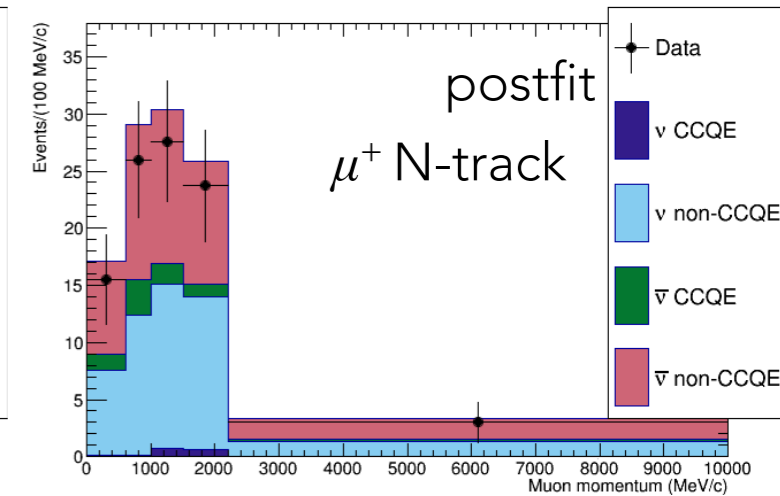 Events/(100 MeV/c)
35
30
25
20
15
10
5
0
postfit
μ⁺ N-track
Data
ν CCQE
ν non-CCQE
ν̅ CCQE
ν̅ non-CCQE
0 1000 2000 3000 4000 5000 6000 7000 8000 9000 10000
Muon momentum (MeV/c)